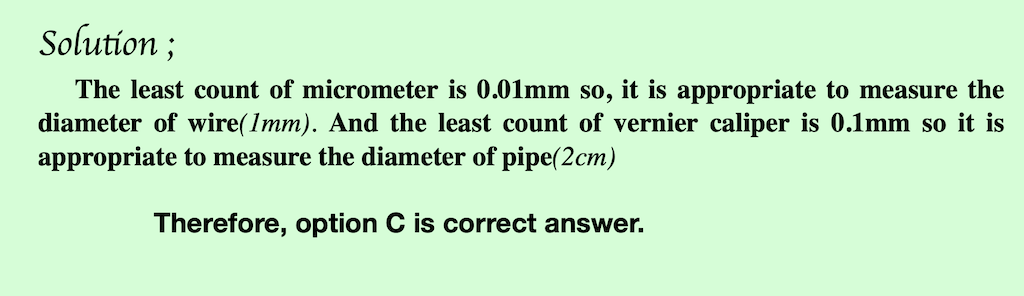 Solution ;
The least count of micrometer is 0.01mm so, it is appropriate to measure the
diameter of wire(1mm). And the least count of vernier caliper is 0.1mm so it is
appropriate to measure the diameter of pipe(2cm)
Therefore, option C is correct answer.